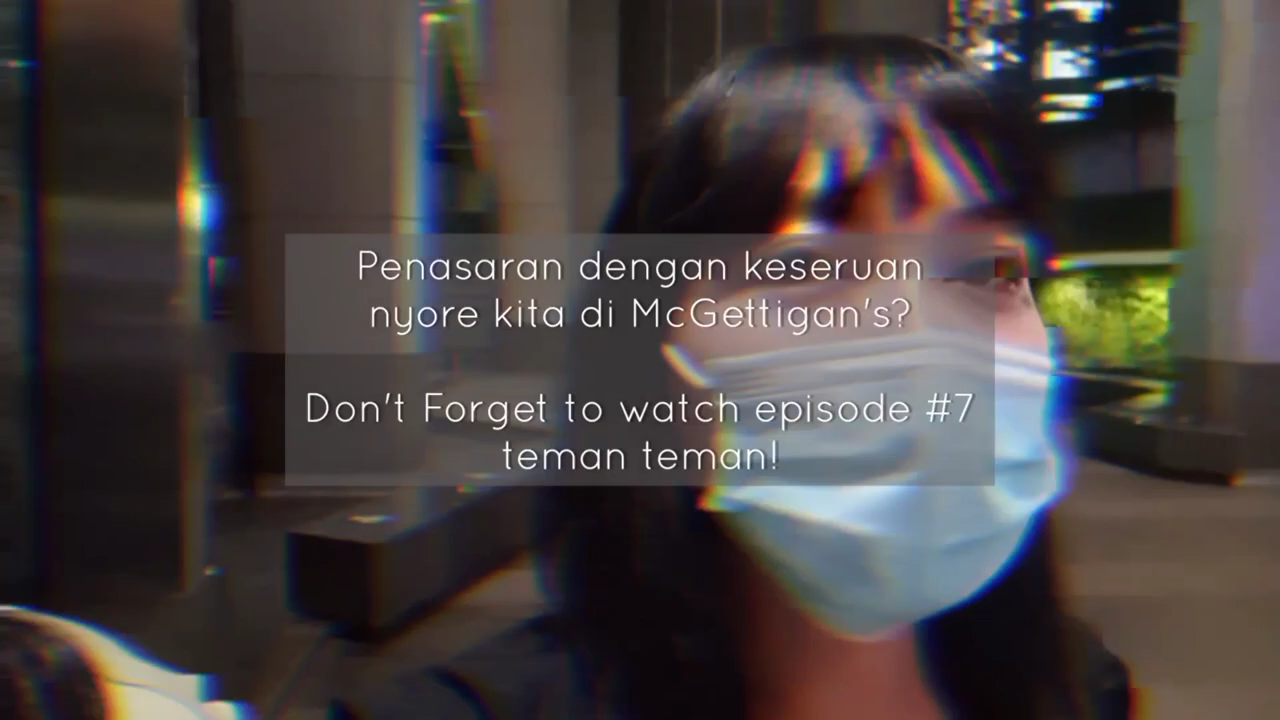 Penasaran dengan keseruan
nyore kita di McGettigan's?
Don't Forget to watch episode #7
teman teman!